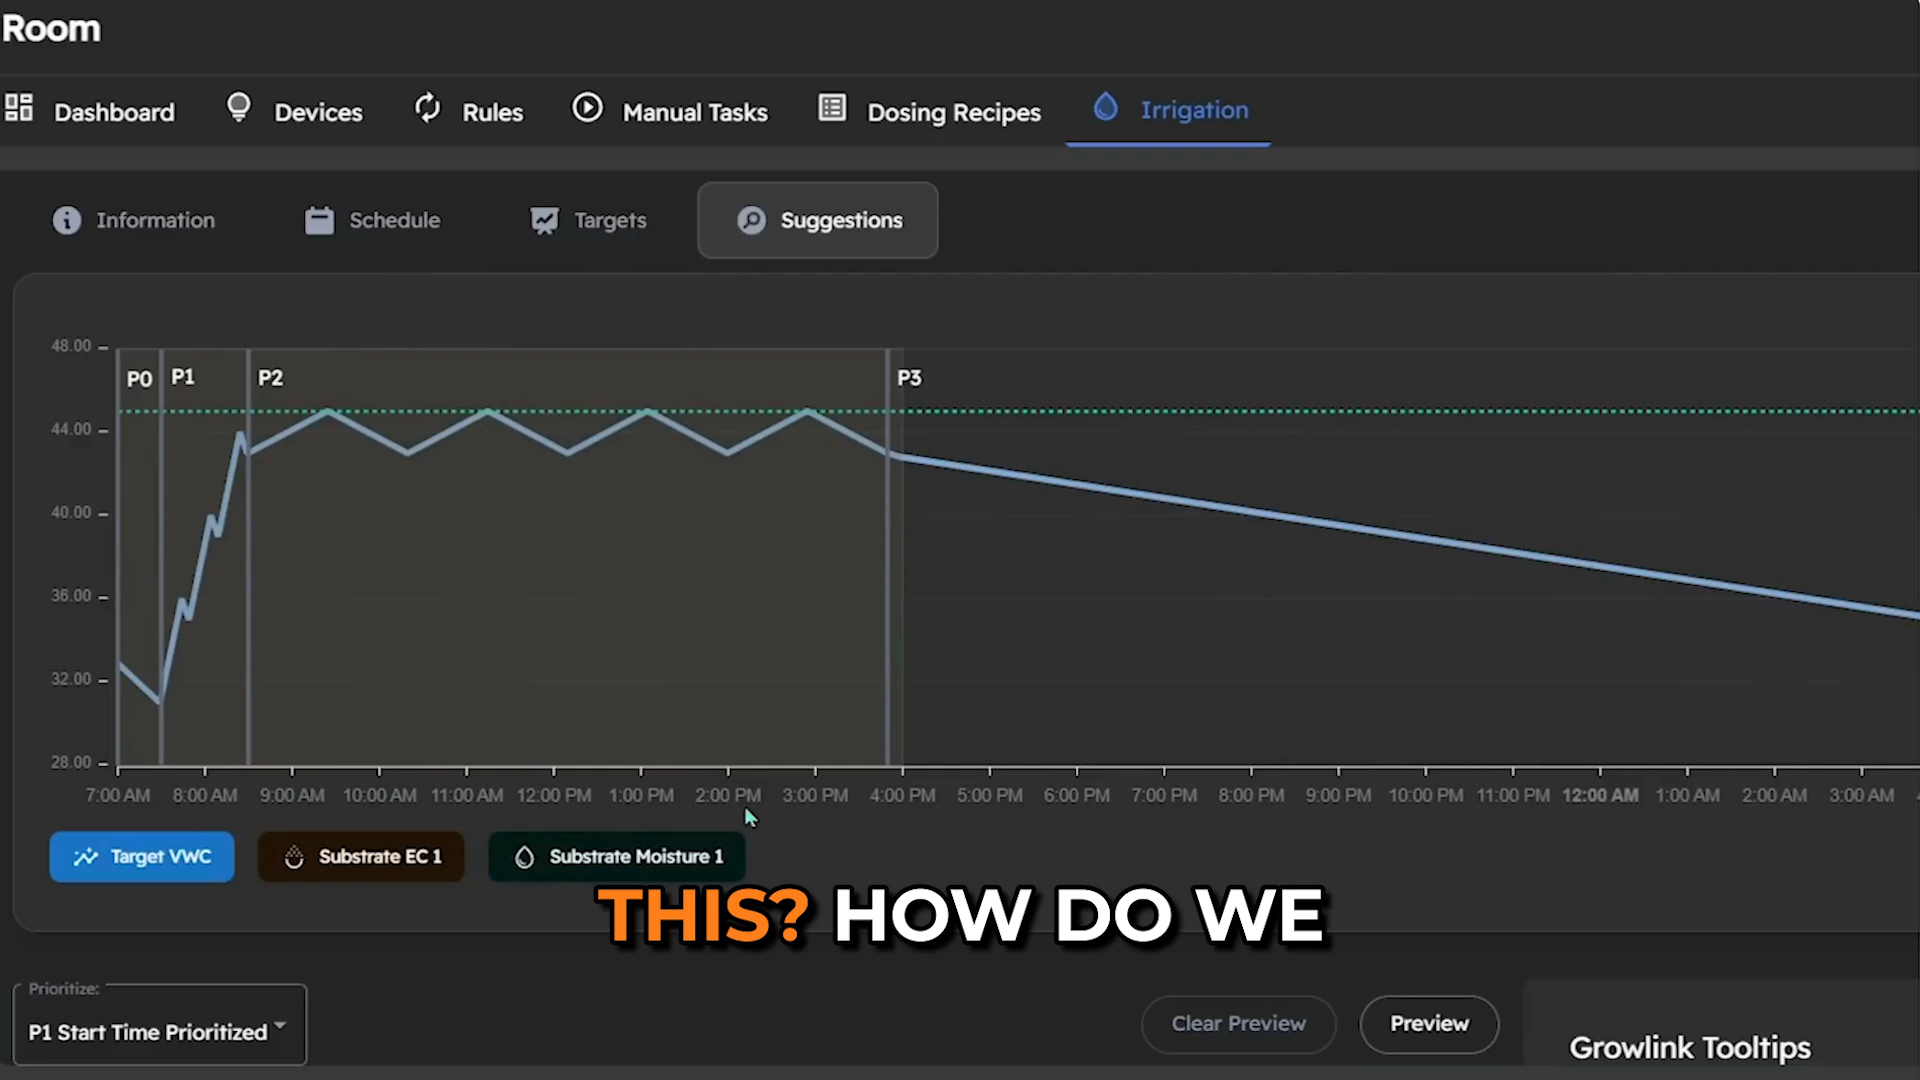 Room
Dashboard Devices Rules Manual Tasks Dosing Recipes Irrigation
Information Schedule Targets Suggestions
48.00
P0 P1 P2 P3
44.00
40.00
36.00
32.00
28.00
7:00 AM 8:00 AM 9:00 AM 10:00 AM 11:00 AM 12:00 PM 1:00 PM 2:00 PM 3:00 PM 4:00 PM 5:00 PM 6:00 PM 7:00 PM 8:00 PM 9:00 PM 10:00 PM 11:00 PM 12:00 AM 1:00 AM 2:00 AM 3:00 AM
Target VWC Substrate EC 1 Substrate Moisture 1
THIS? HOW DO WE
Prioritize:
P1 Start Time Prioritized Clear Preview Preview
Growlink Tooltips